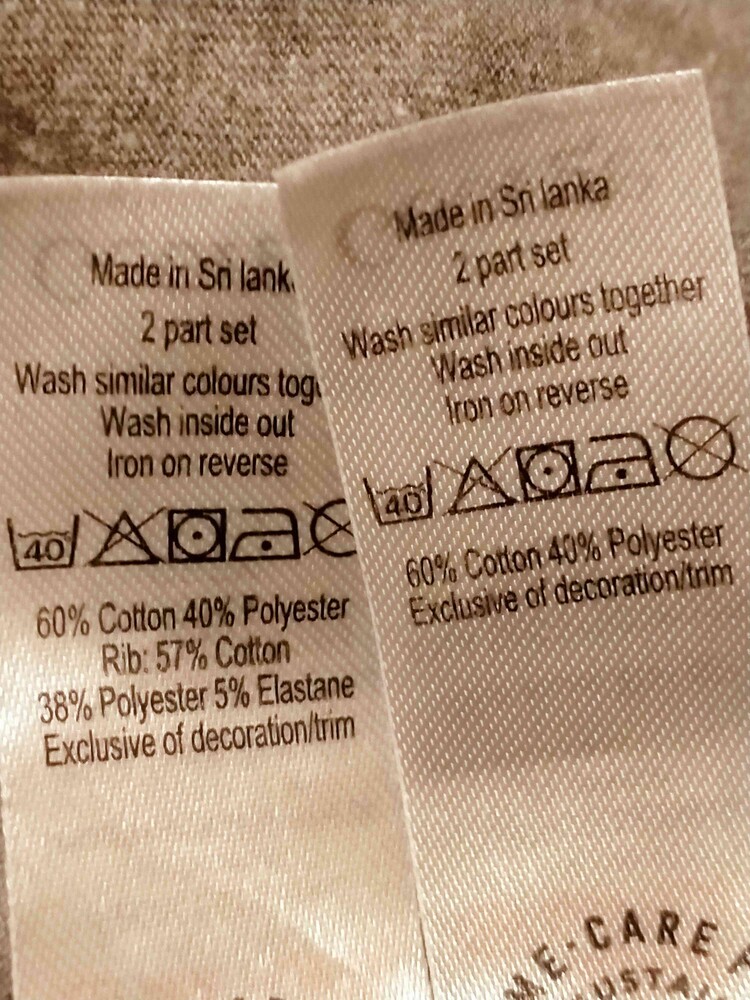 Made in Sri lank
2 part set
Wash similar colours tog
Wash inside out
Iron on reverse
40
60% Cotton 40% Polyester
Rib: 57% Cotton
38% Polyester 5% Elastane
Exclusive of decoration/trim
Made in Sri lanka
2 part set
Wash similar colours together
Wash inside out
Iron on reverse
40
60% Cotton 40% Polyester
Exclusive of decoration/trim
ME·CARE
USTA